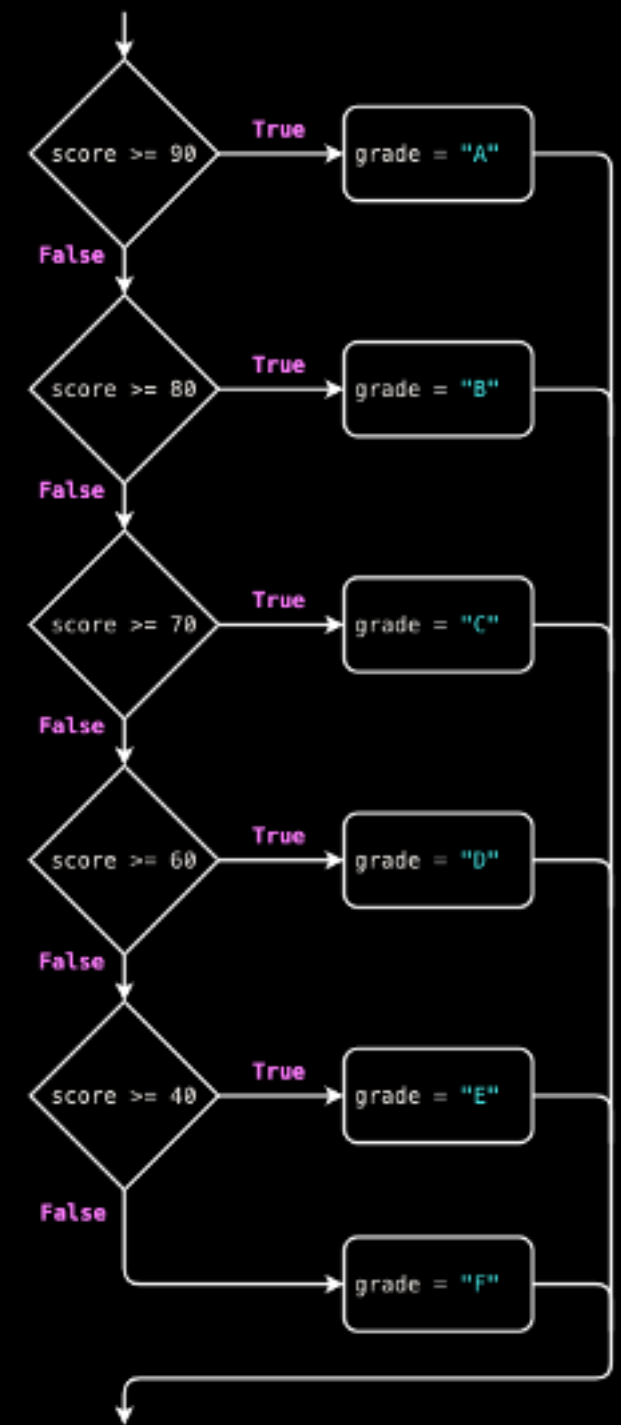 True
score >= 90
grade = "A"
False
True
score >= 80
grade = "B"
False
True
score >= 70
grade = "C"
False
True
score >= 60
grade = "D"
False
True
score >= 40
grade = "E"
False
grade = "F"